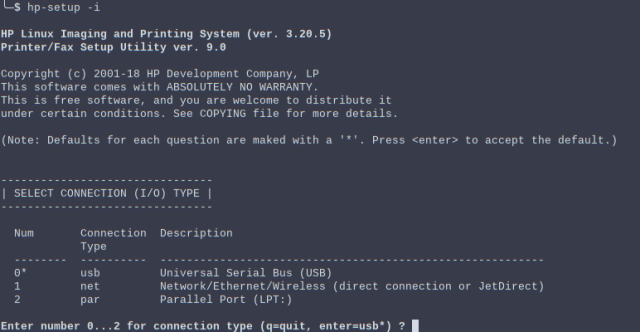 └─$ hp-setup -i
HP Linux Imaging and Printing System (ver. 3.20.5)
Printer/Fax Setup Utility ver. 9.0
Copyright (c) 2001-18 HP Development Company, LP
This software comes with ABSOLUTELY NO WARRANTY.
This is free software, and you are welcome to distribute it
under certain conditions. See COPYING file for more details.
(Note: Defaults for each question are maked with a '*'. Press <enter> to accept the default.)
--------------------------------
| SELECT CONNECTION (I/O) TYPE |
--------------------------------
Num Connection Description
Type
-------- ---------- ----------------------------------------------------------
0* usb Universal Serial Bus (USB)
1 net Network/Ethernet/Wireless (direct connection or JetDirect)
2 par Parallel Port (LPT:)
Enter number 0...2 for connection type (q=quit, enter=usb*) ?